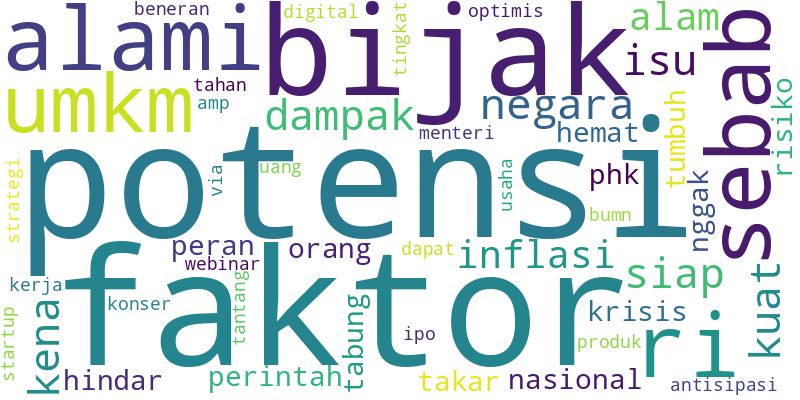 beneran
digital
tingkat
optimis
alami
bijak
alam
sebab
isu
umkm
tahan
amp
dampak
negara
menteri
hemat
tumbuh
risiko
potensi
uang
via
usaha
phk
bumn
nggak
strategi
peran
webinar
orang
dapat
inflasi
siap
kuat
faktor
kerja
konser
kena
tantang
tabung
ipo
krisis
produk
ri
startup
hindar
perintah
takar
nasional
antisipasi